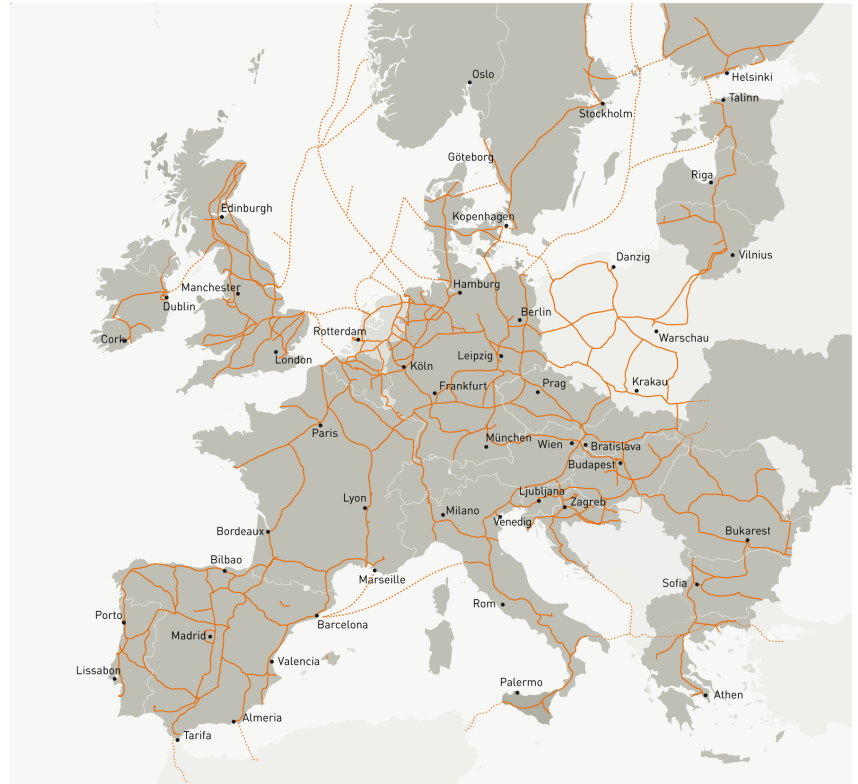 Oslo
Helsinki
Talinn
Stockholm
Göteborg
Riga
Edinburgh
Kopenhagen
Danzig
Vilnius
Manchester
Hamburg
Dublin
Berlin
Rotterdam
Warschau
Cork
London
Leipzig
Köln
Frankfurt
Prag
Krakau
Paris
München
Wien
Bratislava
Budapest
Lyon
Ljubljana
Milano
Zagreb
Venedig
Bordeaux
Bukarest
Bilbao
Marseille
Sofia
Rom
Porto
Barcelona
Madrid
Valencia
Lissabon
Palermo
Athen
Almeria
Tarifa